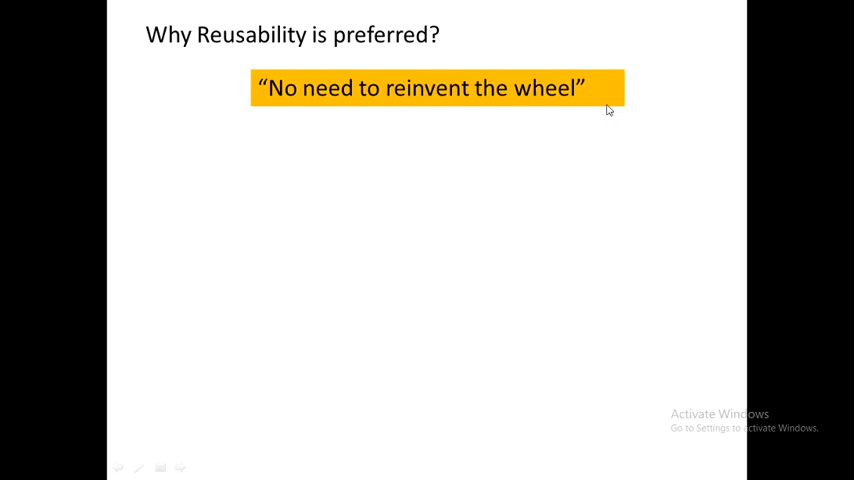 Why Reusability is preferred?
“No need to reinvent the wheel”
Activate Windows
Go to Settings to activate Windows.